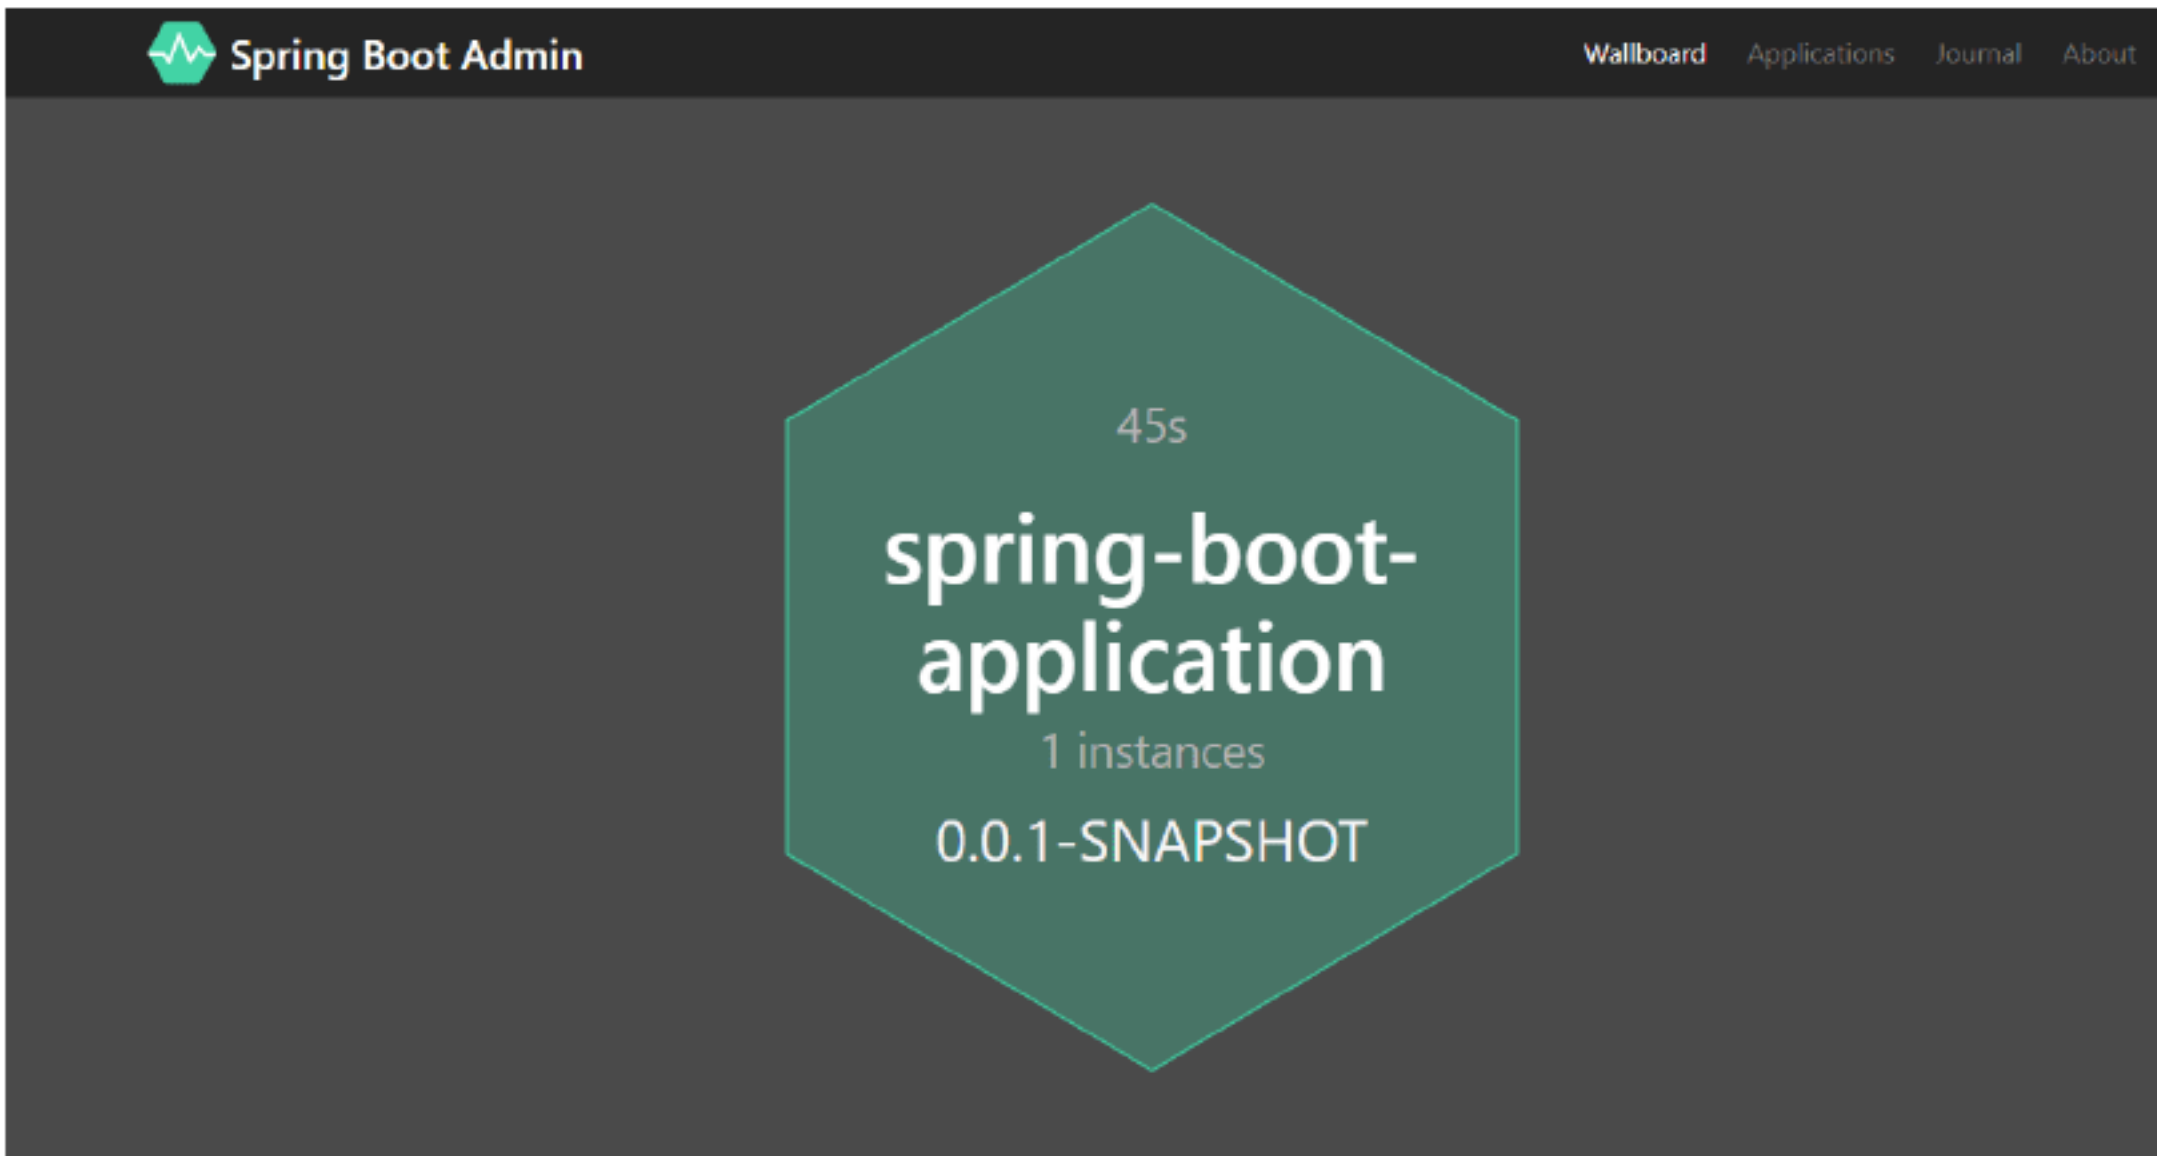 Spring Boot Admin
Wallboard Applications Journal About
45s
spring-boot-
application
1 instances
0.0.1-SNAPSHOT